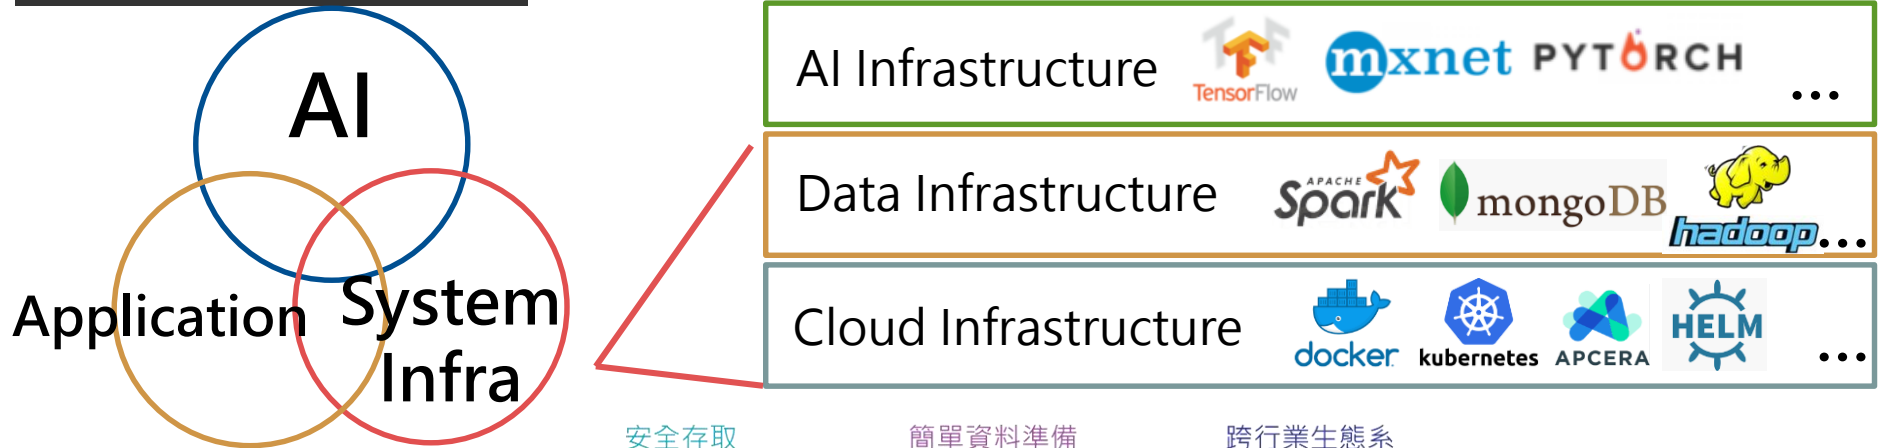 AI
Application
System
Infra
AI Infrastructure
TensorFlow
mxnet
PYTORCH
...
Data Infrastructure
APACHE
Spark
mongoDB
hadoop
...
Cloud Infrastructure
docker
kubernetes
APCERA
HELM
...
安全存取
簡單資料準備
跨行業生態系